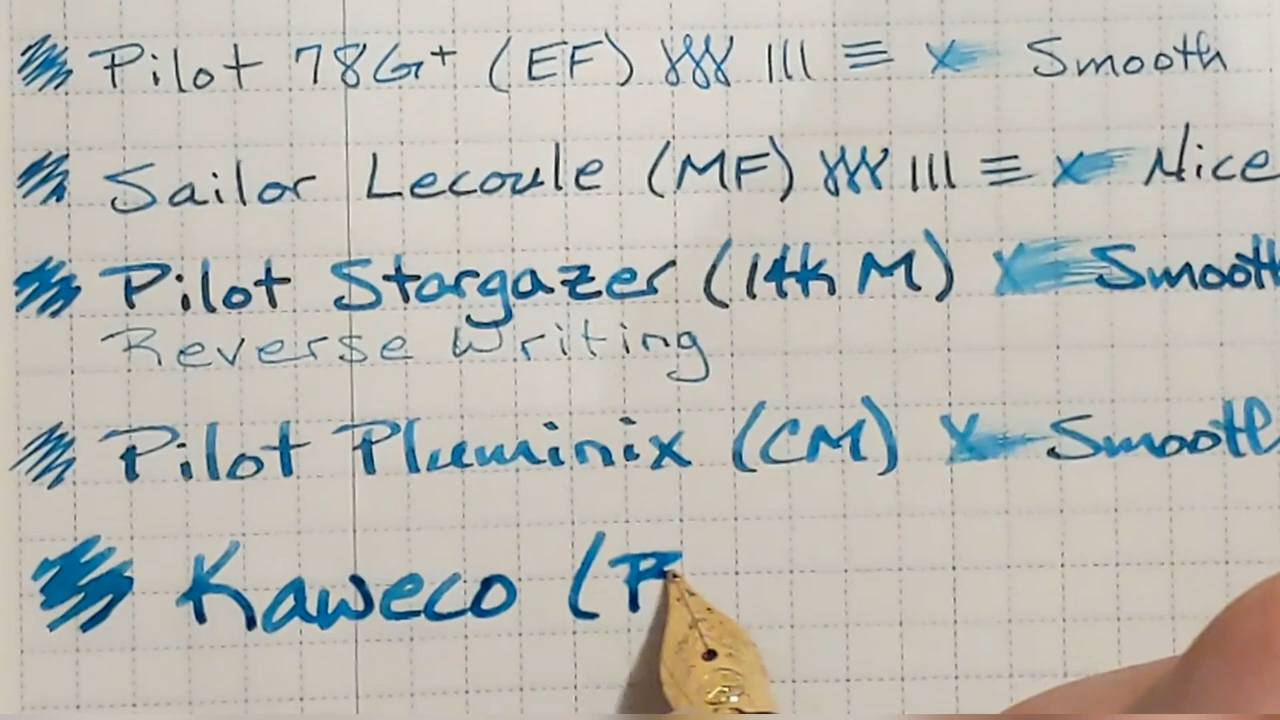 Pilot 78G+ (EF) Smooth
Sailor Lecoule (MF) Nice
Pilot Stargazer (14k M) Smooth
Reverse Writing
Pilot Pluminix (CM) Smooth
Kaweco (